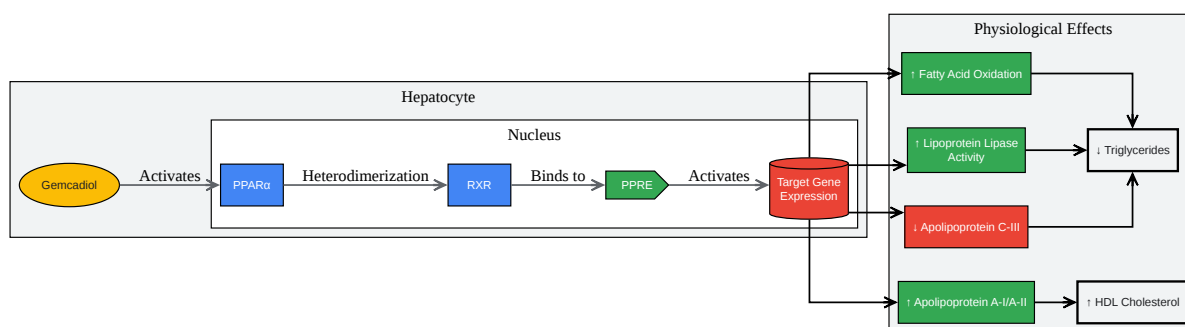 Physiological Effects
↑ Fatty Acid Oxidation
Hepatocyte
Nucleus
Gemcadiol
Activates
PPARα
Heterodimerization
RXR
Binds to
PPRE
Activates
Target Gene
Expression
↑ Lipoprotein Lipase
Activity
↓ Triglycerides
↓ Apolipoprotein C-III
↑ Apolipoprotein A-I/A-II
↑ HDL Cholesterol